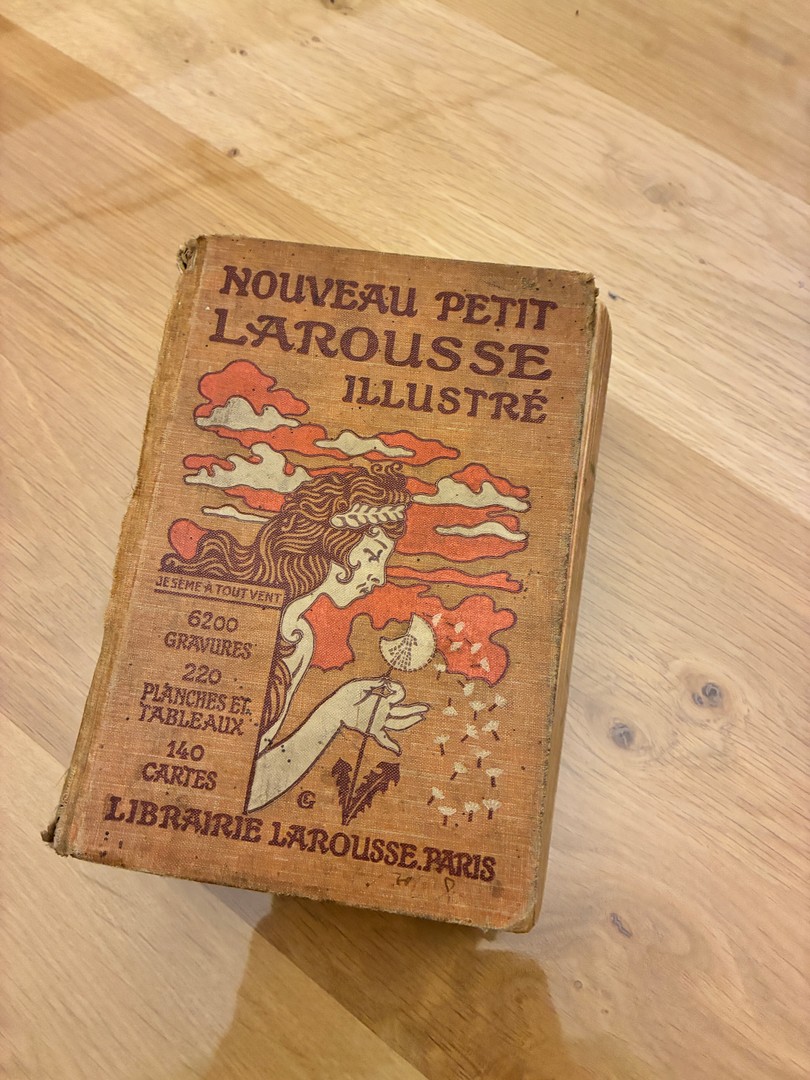 NOUVEAU PETIT
LAROUSSE
ILLUSTRÉ
JE SÈME À TOUT VENT
6200
GRAVURES
220
PLANCHES ET
TABLEAUX
140
CARTES
LIBRAIRIE LAROUSSE.PARIS